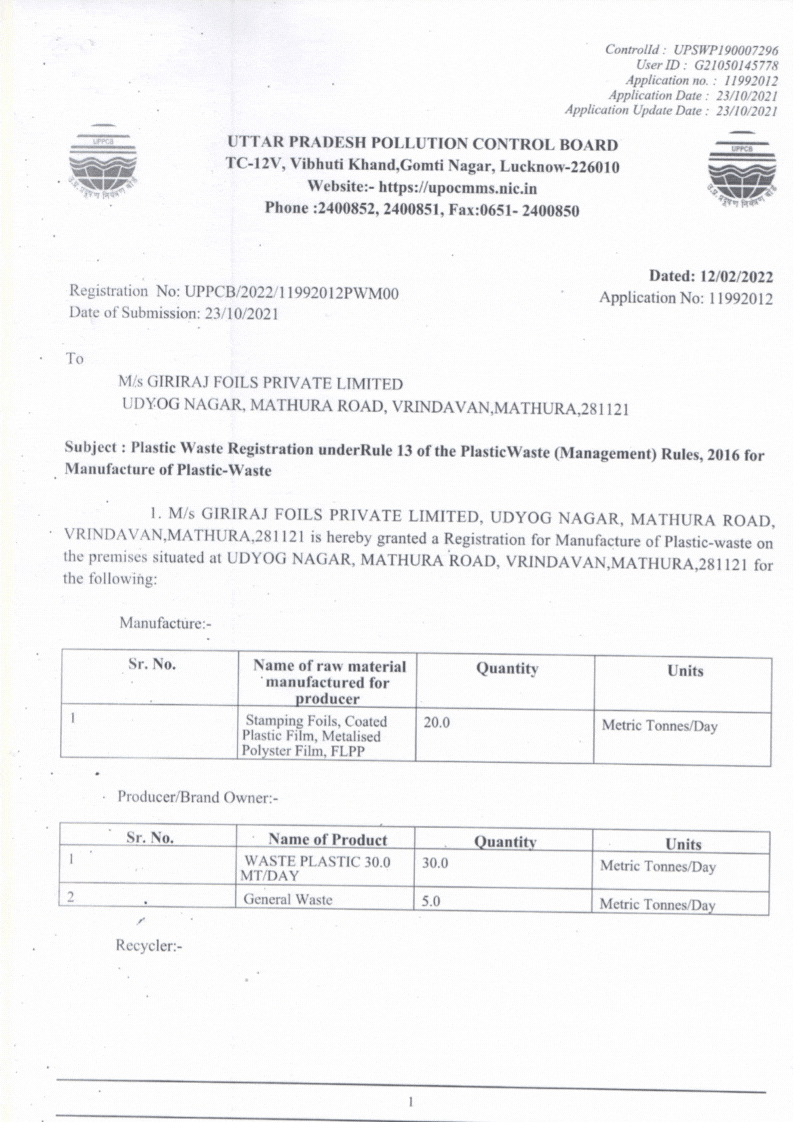 ControlId : UPSWP190007296
User ID : G21050145778
Application no. : 11992012
Application Date : 23/10/2021
Application Update Date : 23/10/2021
UPPCB
उ.प्र.प्रदूषण नियंत्रण बोर्ड
UTTAR PRADESH POLLUTION CONTROL BOARD
TC-12V, Vibhuti Khand,Gomti Nagar, Lucknow-226010
Website:- https://upocmms.nic.in
Phone :2400852, 2400851, Fax:0651- 2400850
UPPCB
उ.प्र.प्रदूषण नियंत्रण बोर्ड
Dated: 12/02/2022
Registration No: UPPCB/2022/11992012PWM00
Application No: 11992012
Date of Submission: 23/10/2021
To
M/s GIRIRAJ FOILS PRIVATE LIMITED
UDYOG NAGAR, MATHURA ROAD, VRINDAVAN,MATHURA,281121
Subject : Plastic Waste Registration underRule 13 of the PlasticWaste (Management) Rules, 2016 for
Manufacture of Plastic-Waste
1. M/s GIRIRAJ FOILS PRIVATE LIMITED, UDYOG NAGAR, MATHURA ROAD,
VRINDAVAN,MATHURA,281121 is hereby granted a Registration for Manufacture of Plastic-waste on
the premises situated at UDYOG NAGAR, MATHURA ROAD, VRINDAVAN,MATHURA,281121 for
the following:
Manufacture:-
Sr. No. Name of raw material Quantity Units
manufactured for
producer
1 Stamping Foils, Coated 20.0 Metric Tonnes/Day
Plastic Film, Metalised
Polyster Film, FLPP
Producer/Brand Owner:-
Sr. No. Name of Product Quantity Units
1 WASTE PLASTIC 30.0 30.0 Metric Tonnes/Day
MT/DAY
2 General Waste 5.0 Metric Tonnes/Day
Recycler:-
1